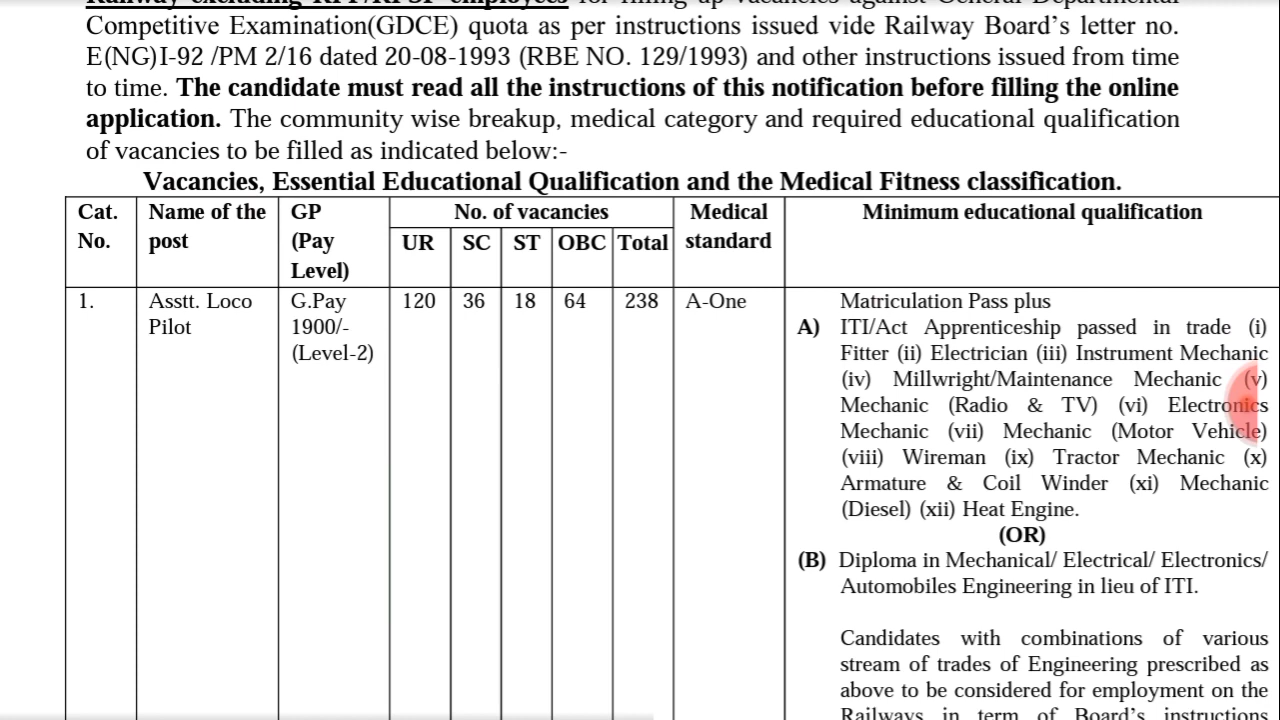 Competitive Examination(GDCE) quota as per instructions issued vide Railway Board's letter no.
E(NG)I-92 /PM 2/16 dated 20-08-1993 (RBE NO. 129/1993) and other instructions issued from time
to time. The candidate must read all the instructions of this notification before filling the online
application. The community wise breakup, medical category and required educational qualification
of vacancies to be filled as indicated below:-
Vacancies, Essential Educational Qualification and the Medical Fitness classification.
Cat. No.
Name of the post
GP (Pay Level)
No. of vacancies
UR SC ST OBC Total
Medical standard
Minimum educational qualification
1.
Asstt. Loco
Pilot
G.Pay
1900/-
(Level-2)
120 36 18 64 238
A-One
Matriculation Pass plus
A) ITI/Act Apprenticeship passed in trade (i)
Fitter (ii) Electrician (iii) Instrument Mechanic
(iv) Millwright/Maintenance Mechanic (v)
Mechanic (Radio & TV) (vi) Electronics
Mechanic (vii) Mechanic (Motor Vehicle)
(viii) Wireman (ix) Tractor Mechanic (x)
Armature & Coil Winder (xi) Mechanic
(Diesel) (xii) Heat Engine.
(OR)
(B) Diploma in Mechanical/ Electrical/ Electronics/
Automobiles Engineering in lieu of ITI.
Candidates with combinations of various
stream of trades of Engineering prescribed as
above to be considered for employment on the
Railways in term of Board's instructions